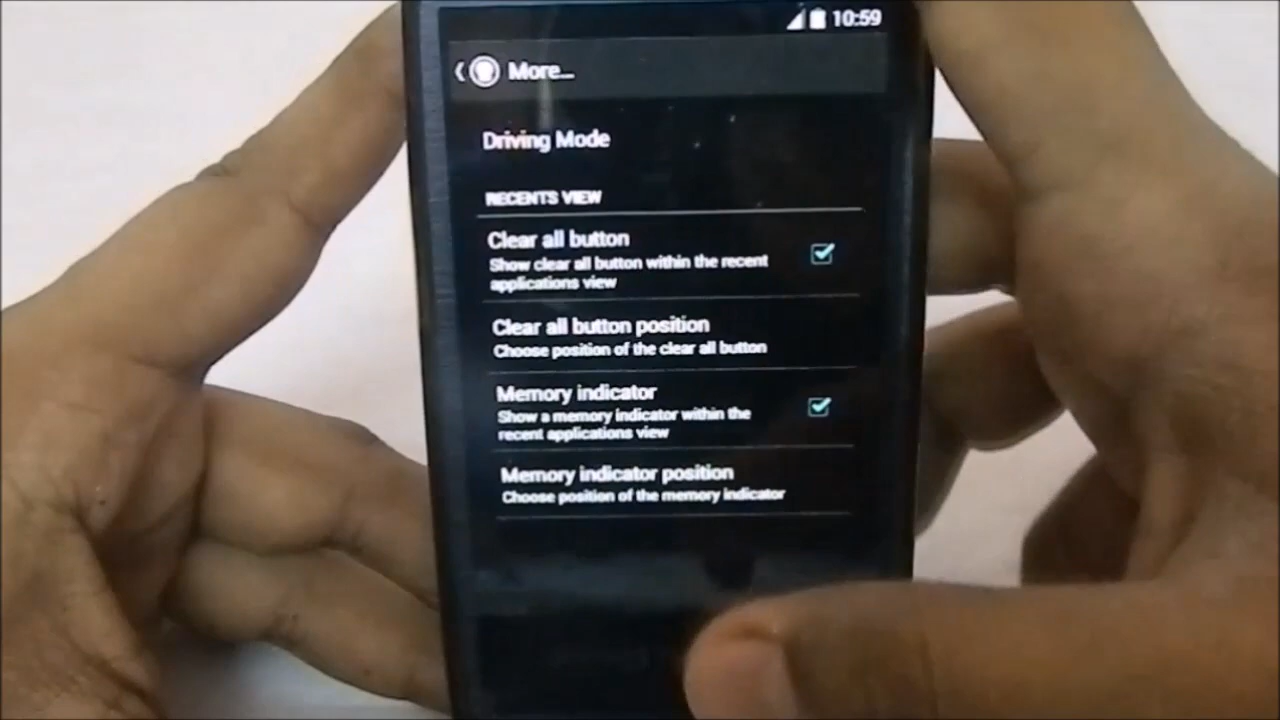 10:59
More...
Driving Mode
RECENTS VIEW
Clear all button
Show clear all button within the recent
applications view
Clear all button position
Choose position of the clear all button
Memory indicator
Show a memory indicator within the
recent applications view
Memory indicator position
Choose position of the memory indicator